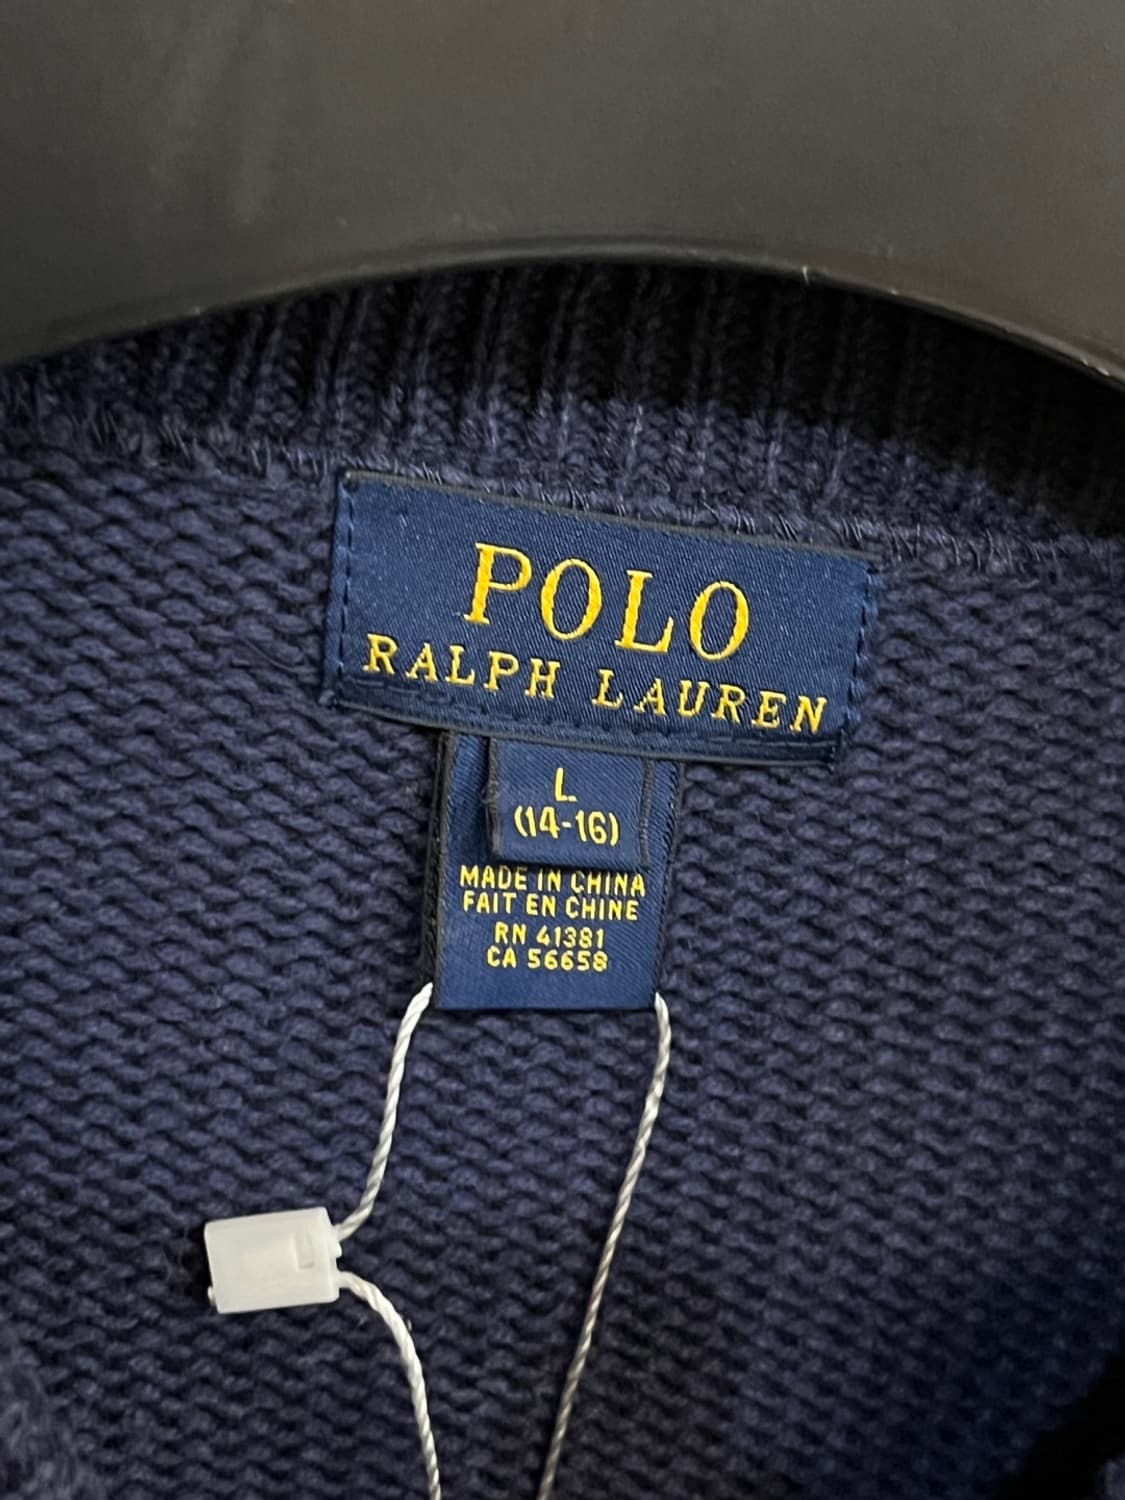 POLO
RALPH LAUREN
L
(14-16)
MADE IN CHINA
FAIT EN CHINE
RN 41381
CA 56658